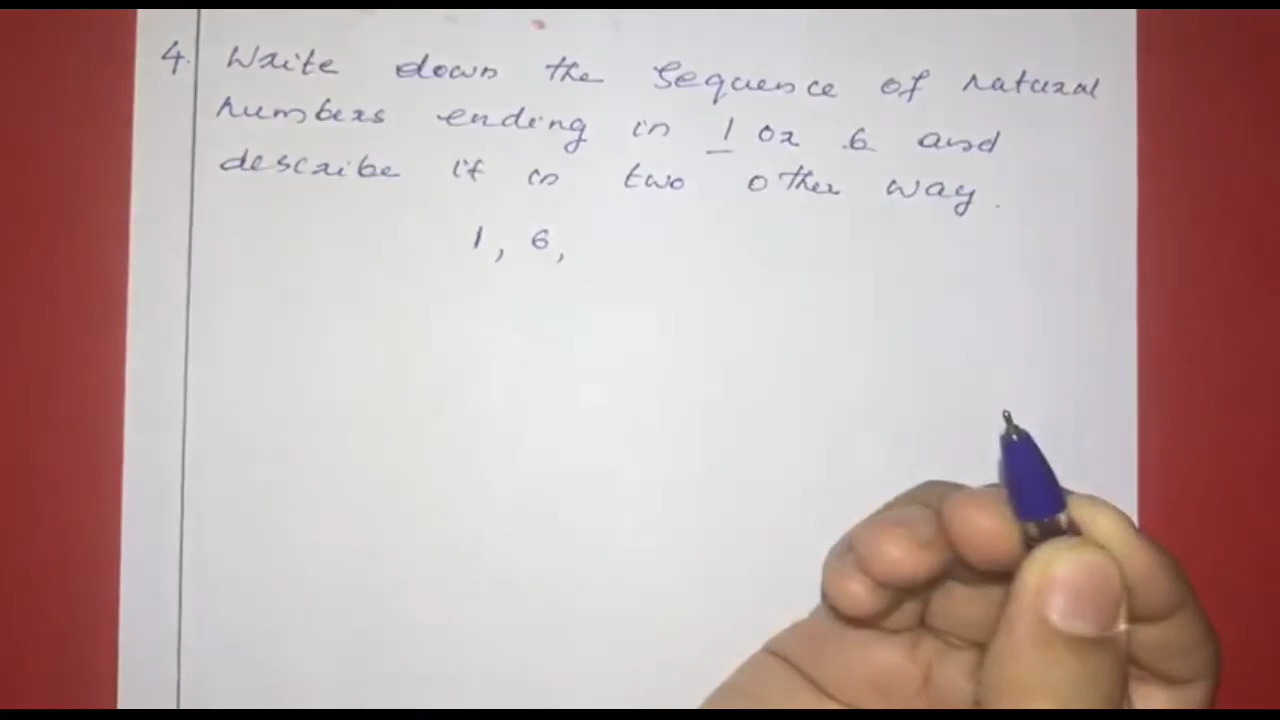 4. Write down the sequence of natural
numbers ending in 1 or 6 and
describe it in two other way.
1, 6,